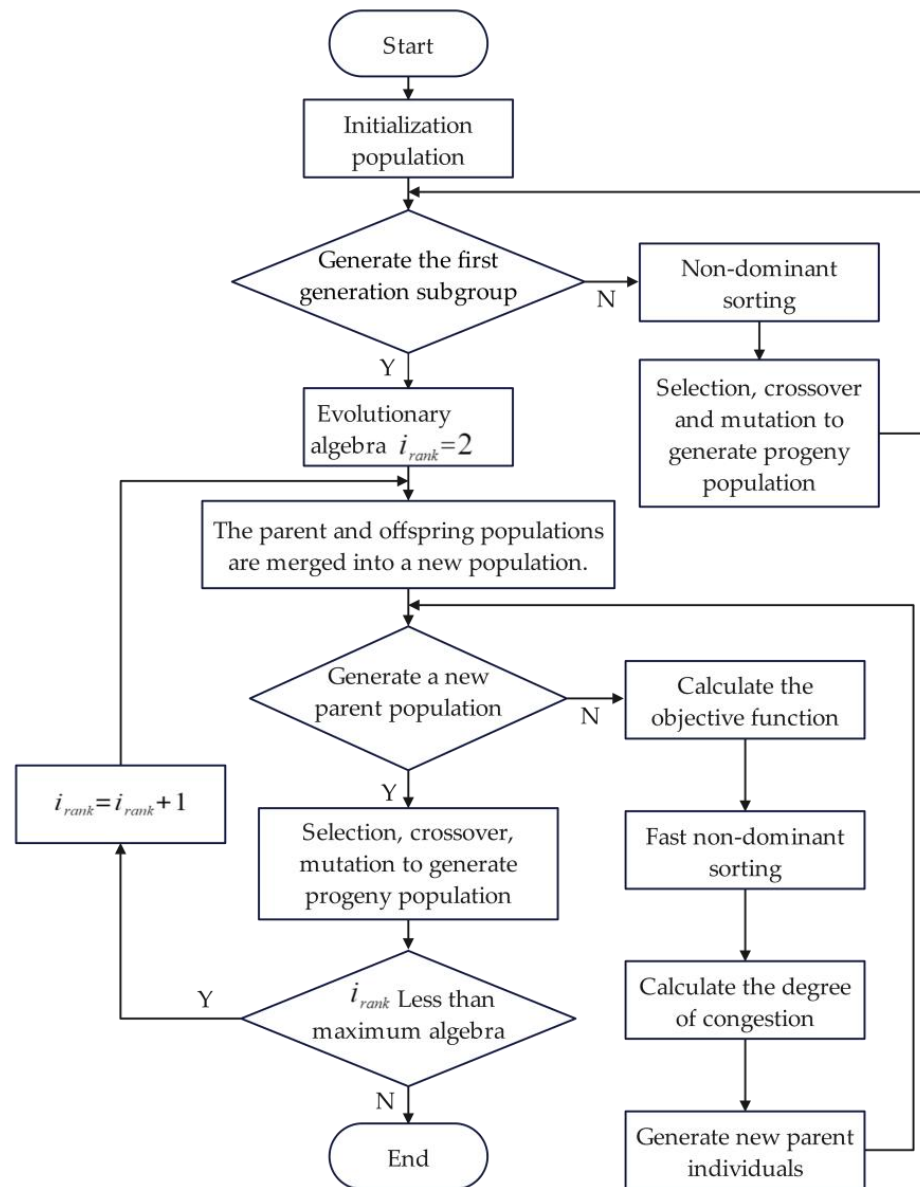 Start
Initialization
population
Generate the first
generation subgroup
N
Non-dominant
sorting
Y
Selection, crossover
and mutation to
generate progeny
population
Evolutionary
algebra i_rank=2
The parent and offspring populations
are merged into a new population.
Generate a new
parent population
N
Calculate the
objective function
Y
i_rank=i_rank+1
Selection, crossover,
mutation to generate
progeny population
Fast non-dominant
sorting
Y
i_rank Less than
maximum algebra
Calculate the degree
of congestion
N
End
Generate new parent
individuals